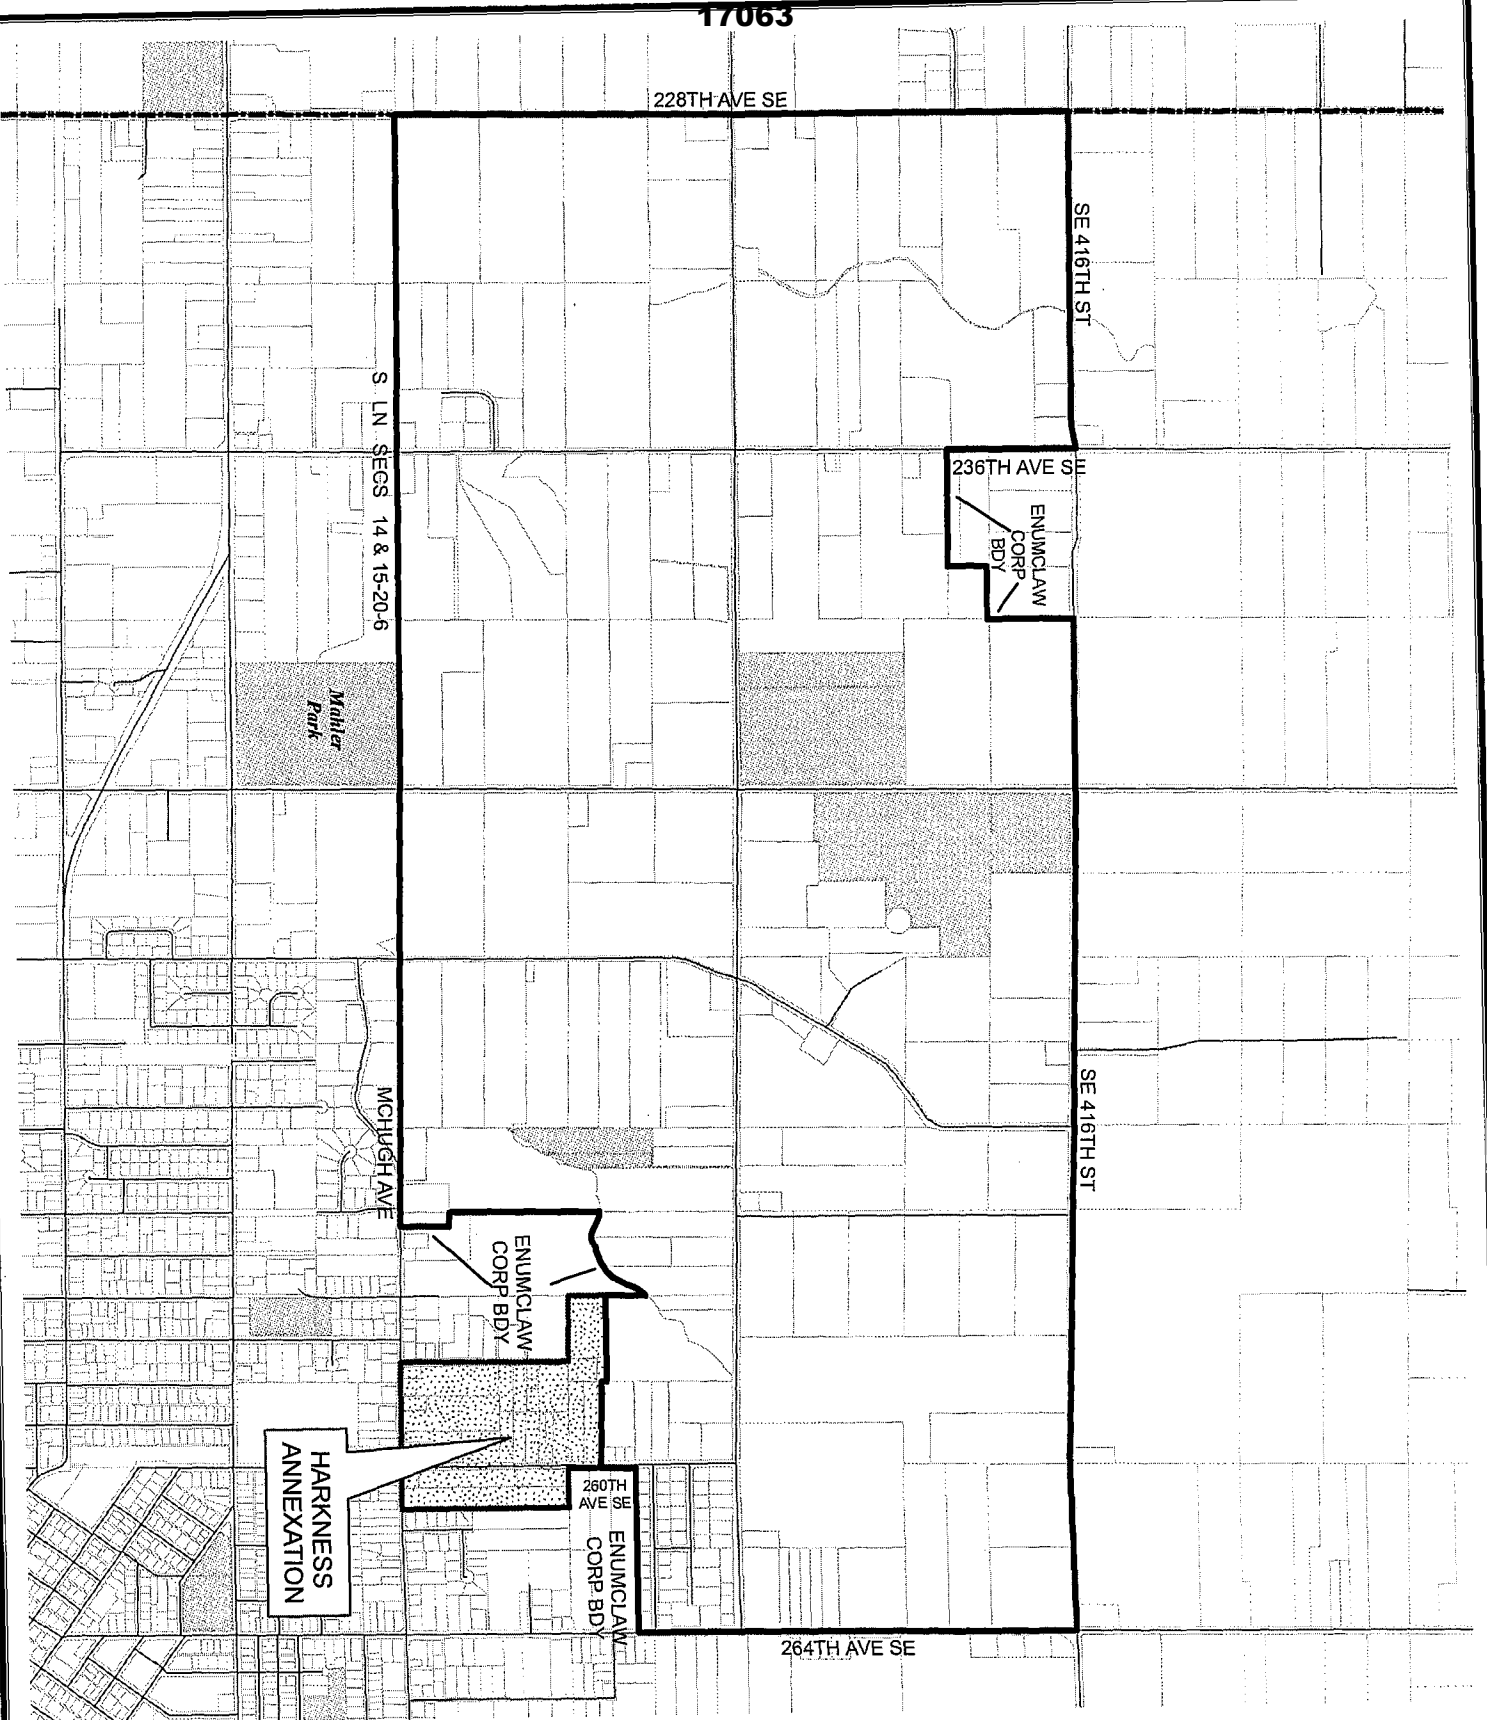 17063
228TH AVE SE
SE 416TH ST
S LN SECS 14 & 15-20-6
236TH AVE SE
ENUMCLAW
CORP
BDY
Mahler
Park
SE 416TH ST
MCHUGH AVE
ENUMCLAW
CORP BDY
HARKNESS
ANNEXATION
260TH
AVE SE
ENUMCLAW
CORP BDY
264TH AVE SE